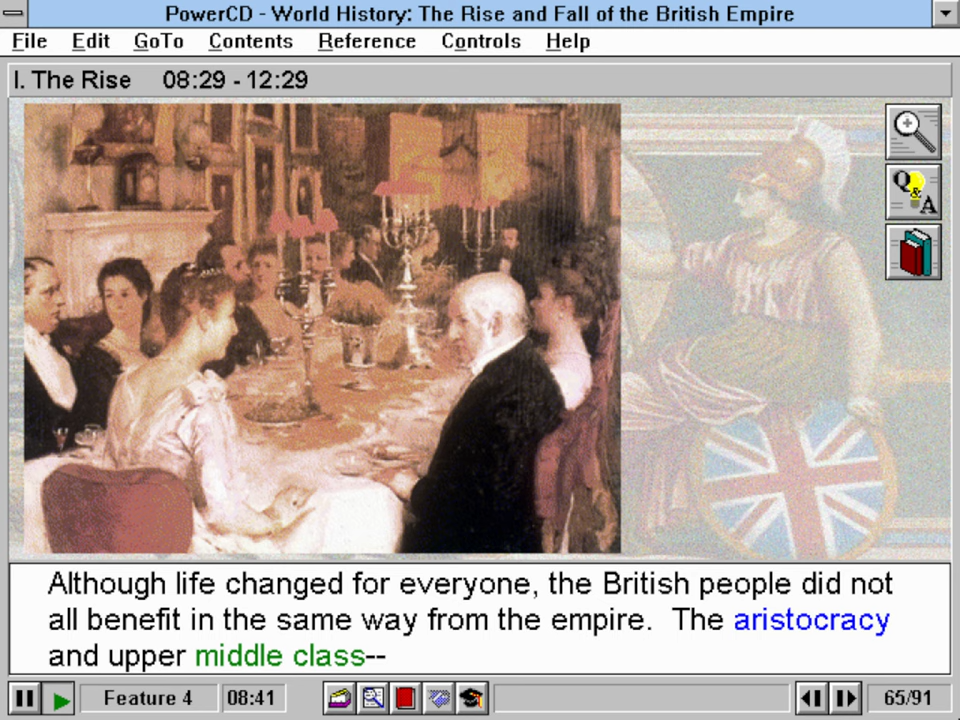 PowerCD - World History: The Rise and Fall of the British Empire
File Edit GoTo Contents Reference Controls Help
I. The Rise 08:29 - 12:29
Q
&
A
Although life changed for everyone, the British people did not
all benefit in the same way from the empire. The aristocracy
and upper middle class--
Feature 4 08:41 65/91